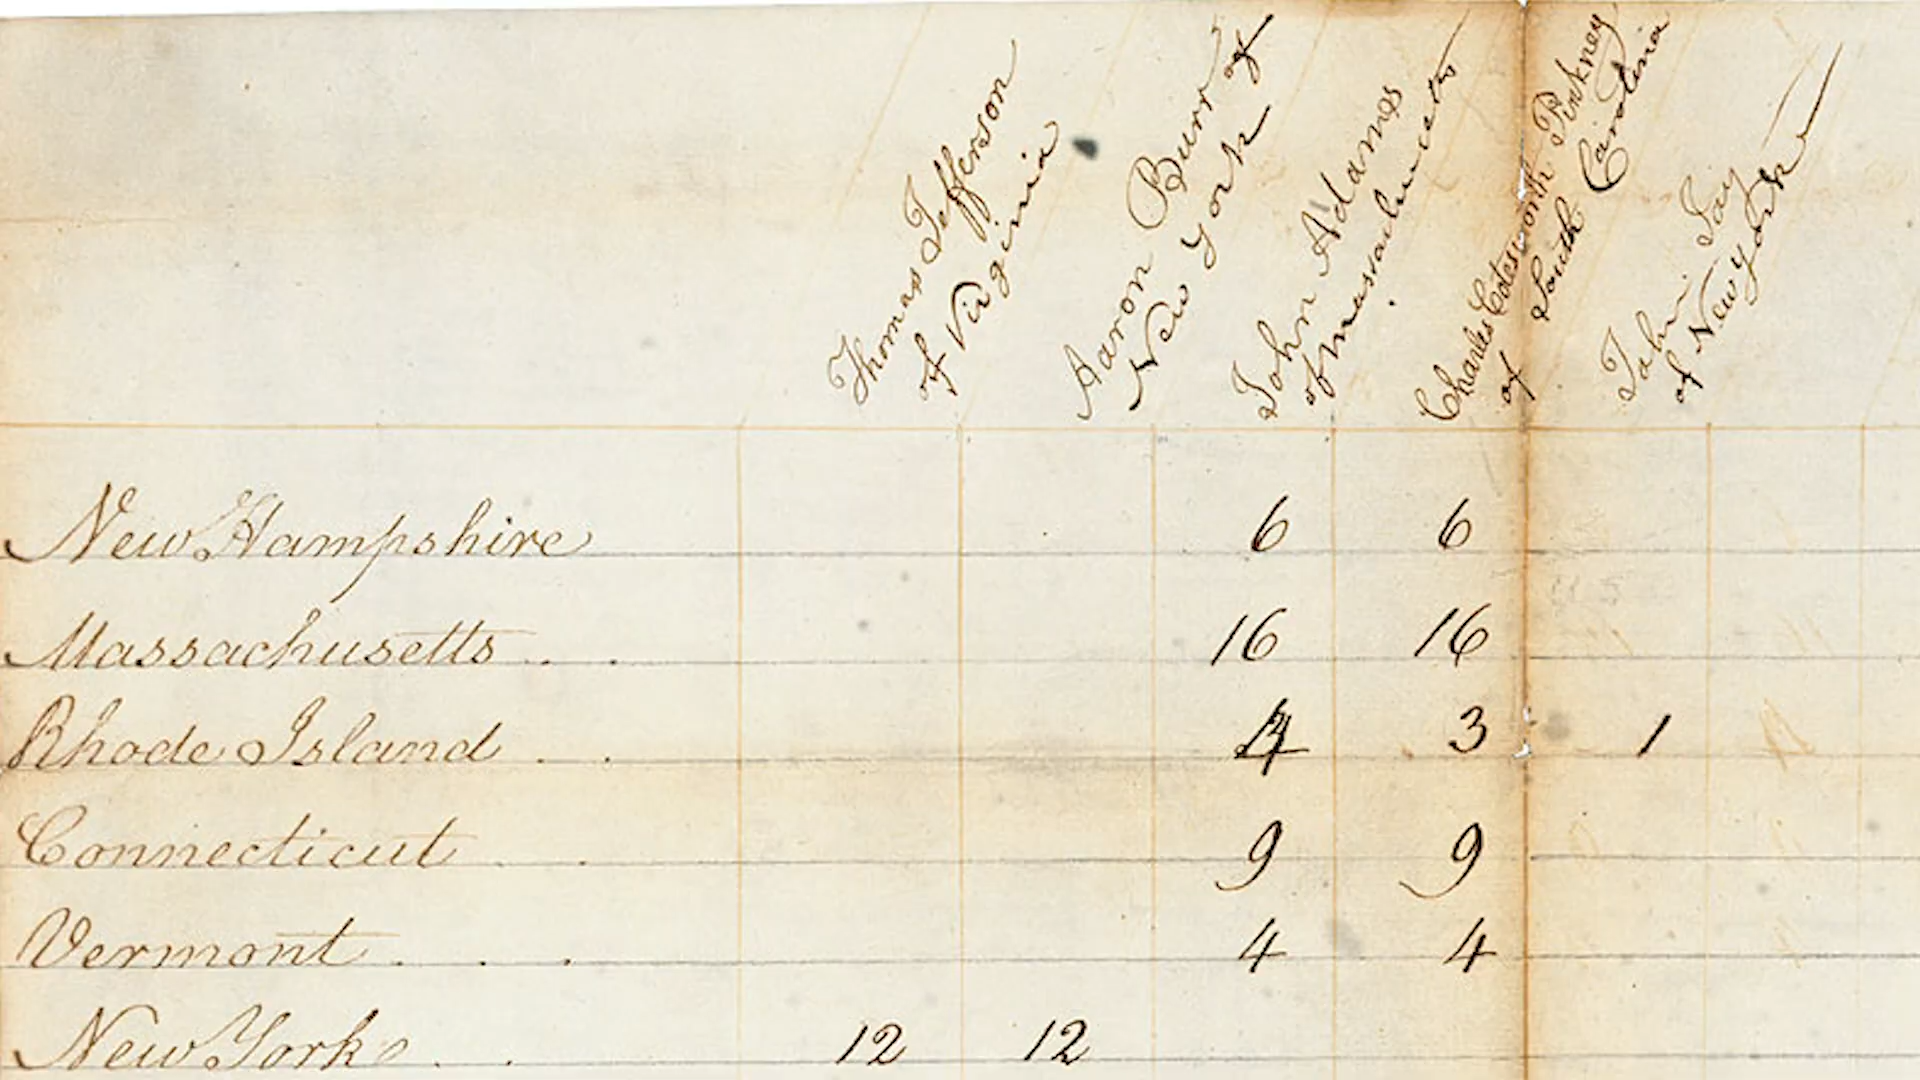 Thomas Jefferson
of Virginia
Aaron Burr of
New York
John Adams
of Massachusetts
Charles Cotesworth Pinkney
of South Carolina
John Jay
of New York
New Hampshire 6 6
Massachusetts . . 16 16
Rhode Island . . 4 3 1
Connecticut . 9 9
Vermont . . . 4 4
New York . . 12 12